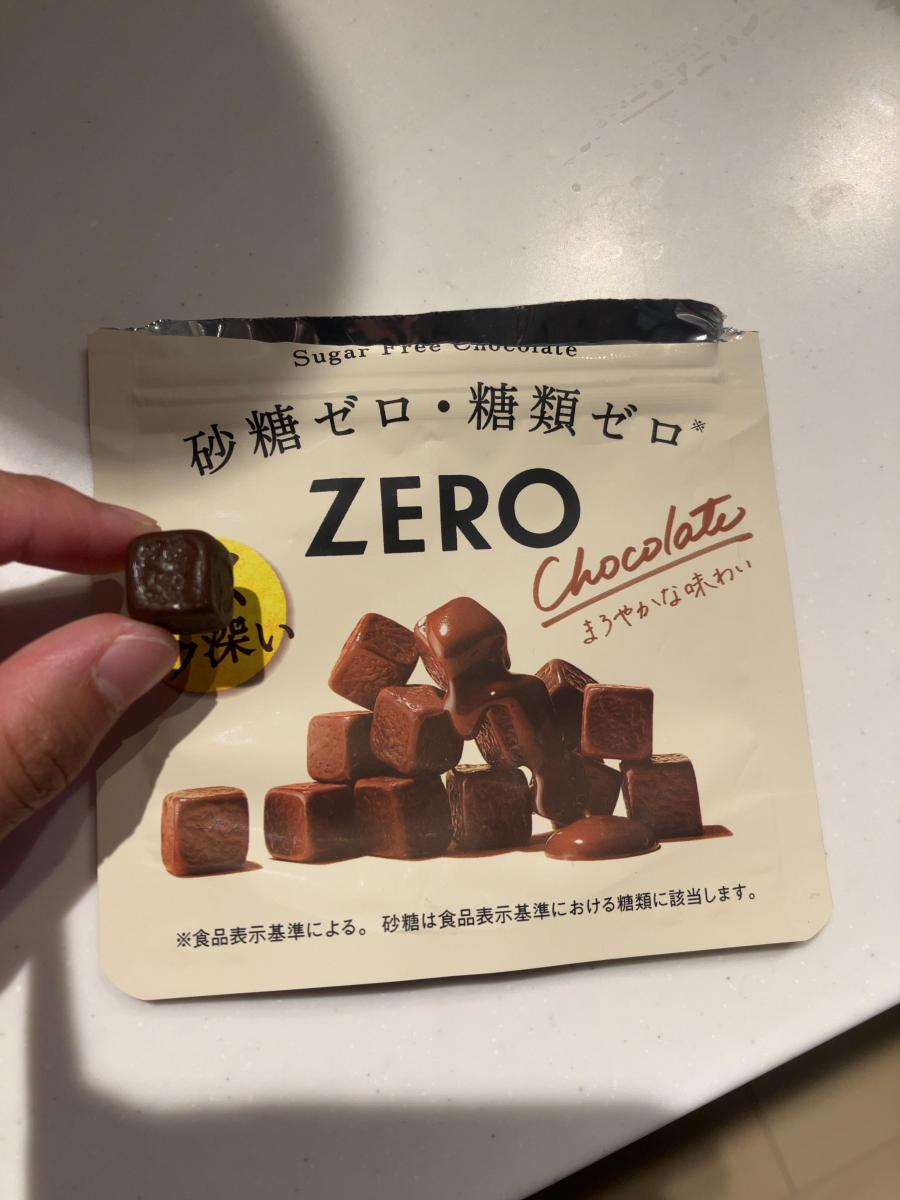 Sugar Free Chocolate
砂糖ゼロ・糖類ゼロ※
ZERO
Chocolate
まろやかな味わい
深い
※食品表示基準による。 砂糖は食品表示基準における糖類に該当します。